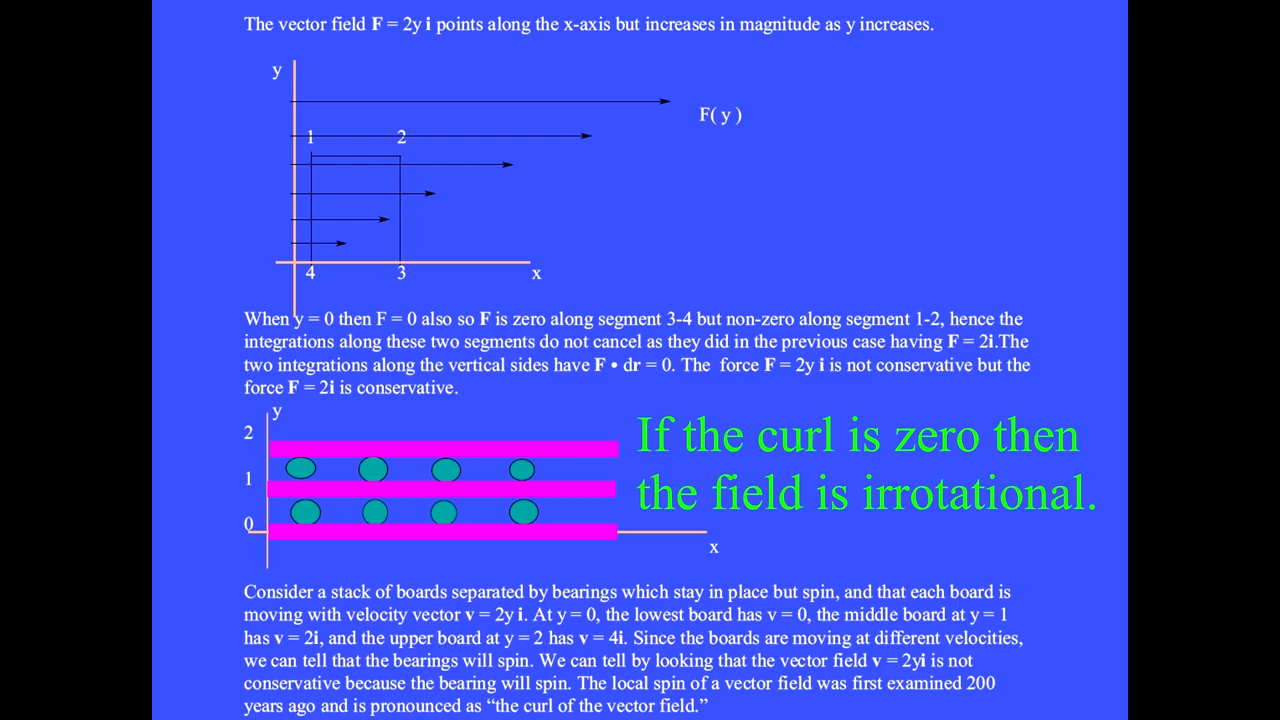 The vector field F = 2y i points along the x-axis but increases in magnitude as y increases.
y
F( y )
1 2
4 3 x
When y = 0 then F = 0 also so F is zero along segment 3-4 but non-zero along segment 1-2, hence the
integrations along these two segments do not cancel as they did in the previous case having F = 2i.The
two integrations along the vertical sides have F • dr = 0. The force F = 2y i is not conservative but the
force F = 2i is conservative.
y
2
1
0
x
If the curl is zero then
the field is irrotational.
Consider a stack of boards separated by bearings which stay in place but spin, and that each board is
moving with velocity vector v = 2y i. At y = 0, the lowest board has v = 0, the middle board at y = 1
has v = 2i, and the upper board at y = 2 has v = 4i. Since the boards are moving at different velocities,
we can tell that the bearings will spin. We can tell by looking that the vector field v = 2yi is not
conservative because the bearing will spin. The local spin of a vector field was first examined 200
years ago and is pronounced as “the curl of the vector field.”